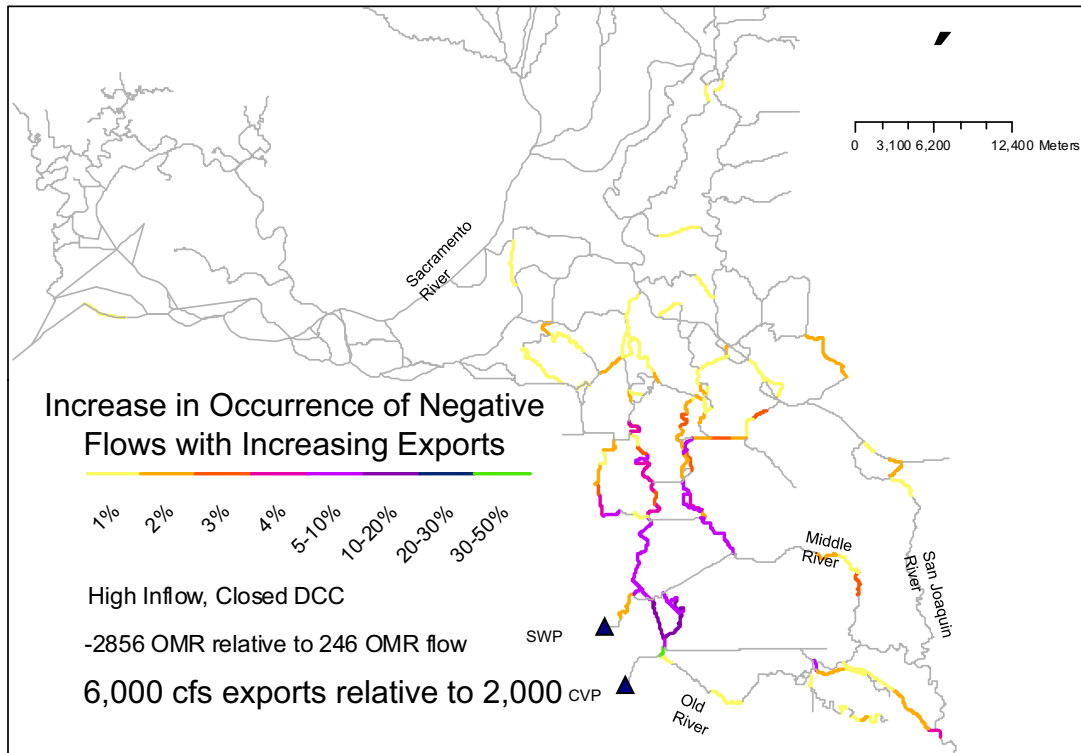 0 3,100 6,200 12,400 Meters
Sacramento
River
Increase in Occurrence of Negative
Flows with Increasing Exports
1% 2% 3% 4% 5-10% 10-20% 20-30% 30-50%
Middle
River
San Joaquin
River
High Inflow, Closed DCC
SWP
-2856 OMR relative to 246 OMR flow
6,000 cfs exports relative to 2,000
CVP
Old
River